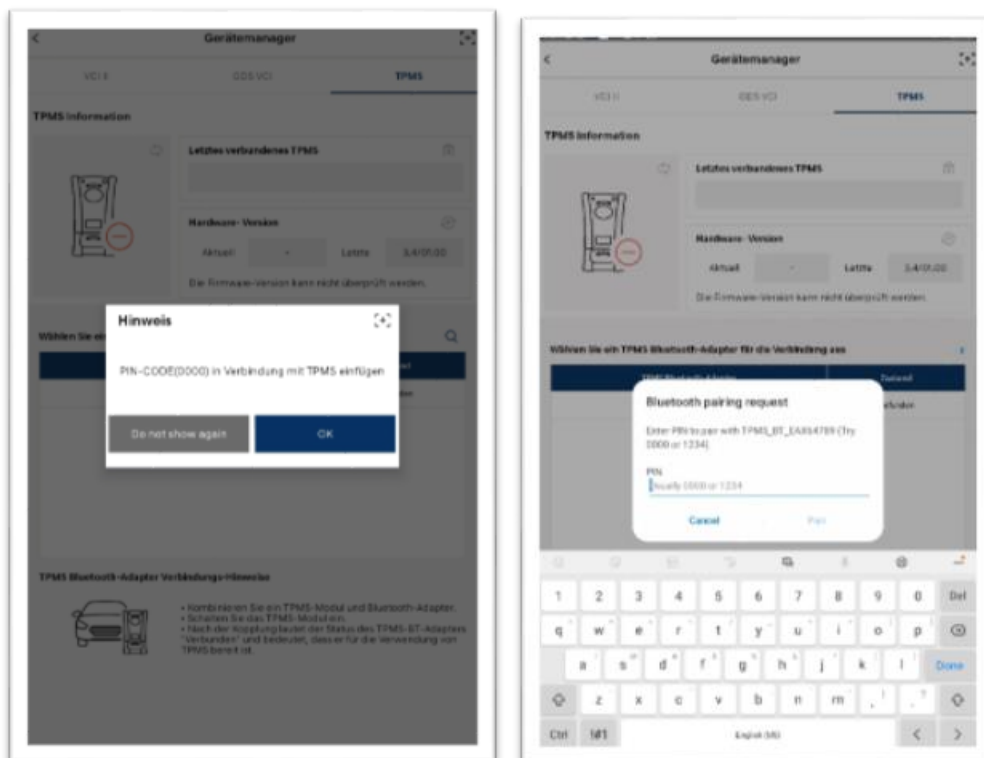 Gerätemanager
VCI II
GDS VCI
TPMS
TPMS Information
Letztes verbundenes TPMS
Hardware- Version
Aktuell
-
Letzte
3.4/01.00
Die Firmware-Version kann nicht überprüft werden.
Wählen Sie ein
Hinweis
PIN-CODE(0000) in Verbindung mit TPMS einfügen
Do not show again
OK
TPMS Bluetooth-Adapter Verbindungs-Hinweise
• Kombinieren Sie ein TPMS-Modul und Bluetooth-Adapter.
• Schalten Sie das TPMS-Modul ein.
• Nach der Kopplung lautet der Status des TPMS-BT-Adapters
"Verbunden" und bedeutet, dass er für die Verwendung von
TPMS bereit ist.
Gerätemanager
VCI II
GDS VCI
TPMS
TPMS Information
Letztes verbundenes TPMS
Hardware- Version
Aktuell
-
Letzte
3.4/01.00
Die Firmware-Version kann nicht überprüft werden.
Wählen Sie ein TPMS Bluetooth-Adapter für die Verbindung aus
TPMS Bluetooth-Adapter
Zustand
Bluetooth pairing request
Enter PIN to pair with (Try
0000 or 1234)
PIN
Usually 0000 or 1234
Cancel
Pair
1 2 3 4 5 6 7 8 9 0 Del
q w e r t y u i o p
a s d f g h j k l Done
z x c v b n m , . ?
Ctrl !#1 English (US) < >